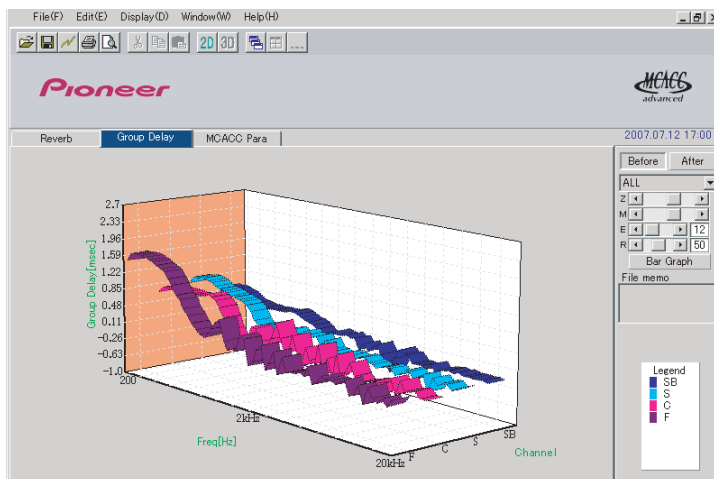 File(F) Edit(E) Display(D) Window(W) Help(H)
2D 3D ...
Pioneer
MCACC
advanced
Reverb Group Delay MCACC Para
2007.07.12 17:00
Before After
ALL
Z
M
E 12
R 50
Bar Graph
File memo
2.7
2.33
1.96
1.59
1.22
0.85
0.48
0.11
-0.26
-0.63
-1.0
Group Delay[msec]
200
2kHz
20kHz
Freq[Hz]
F
C
S
SB
Channel
Legend
SB
S
C
F